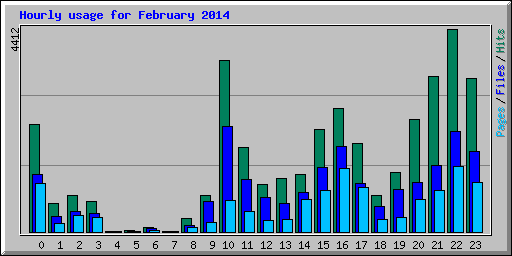 Hourly usage for February 2014
4412
Pages/Files/Hits
0 1 2 3 4 5 6 7 8 9 10 11 12 13 14 15 16 17 18 19 20 21 22 23